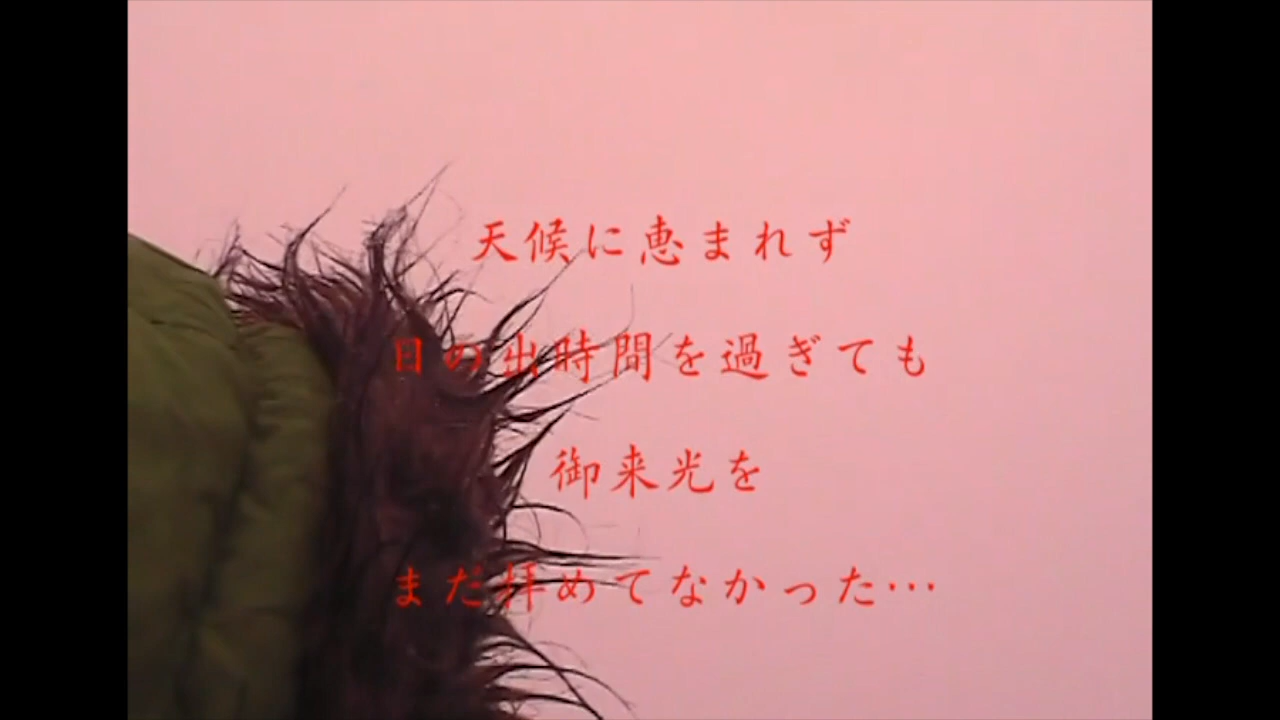 天候に恵まれず
日の出時間を過ぎても
御来光を
まだ拝めてなかった…